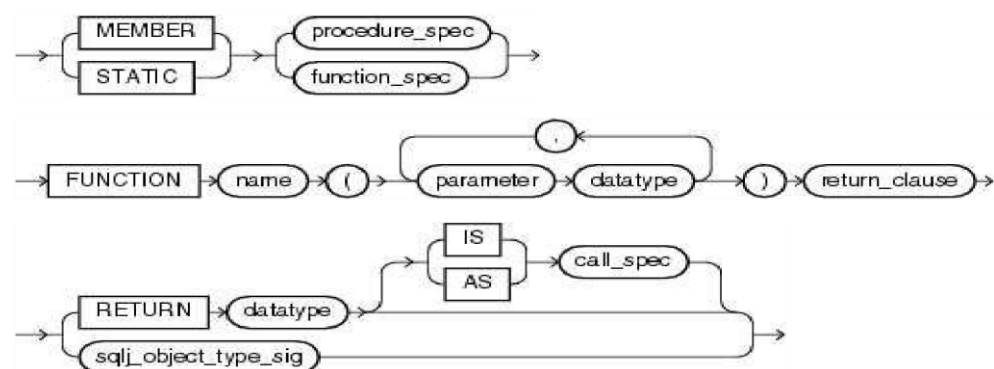 MEMBER
STATIC
procedure_spec
function_spec
,
FUNCTION name ( parameter datatype ) return_clause
IS
AS
call_spec
RETURN datatype
sqlj_object_type_sig